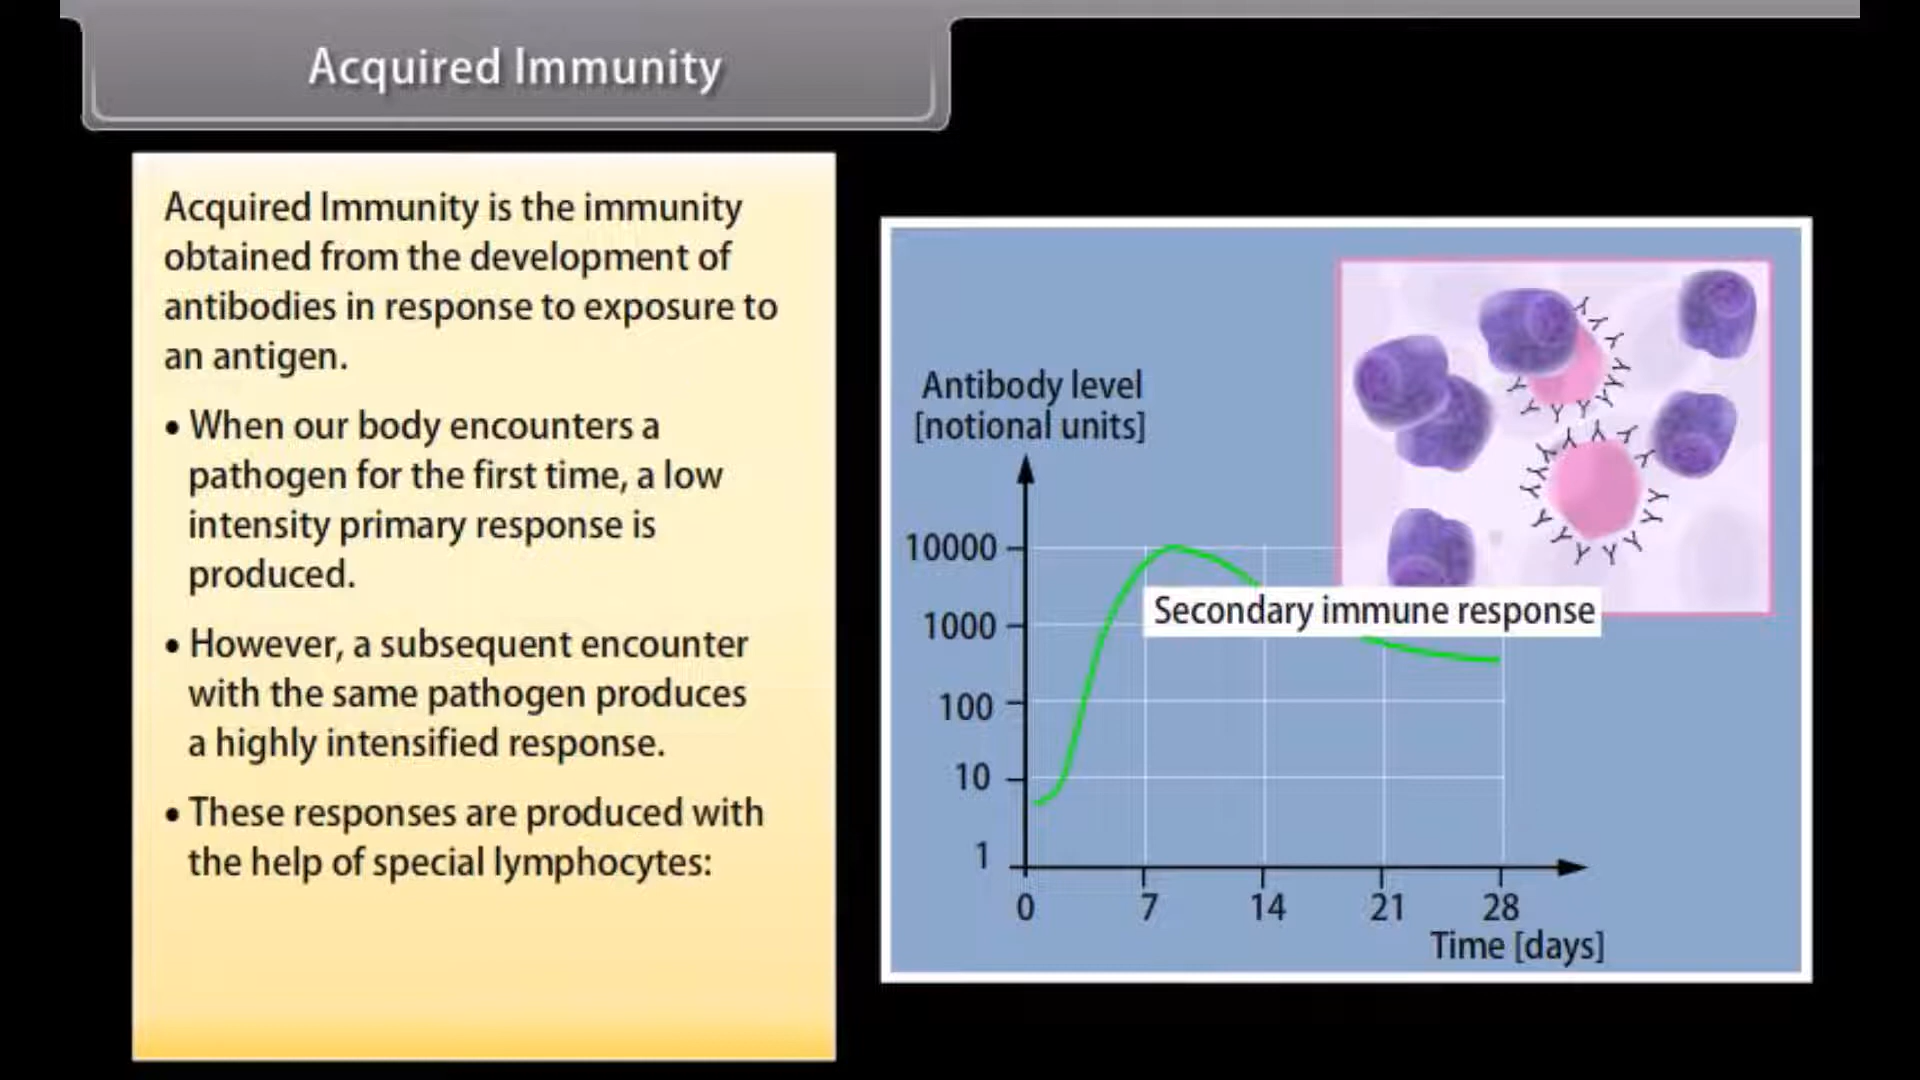 Acquired Immunity
Acquired Immunity is the immunity
obtained from the development of
antibodies in response to exposure to
an antigen.
• When our body encounters a
pathogen for the first time, a low
intensity primary response is
produced.
• However, a subsequent encounter
with the same pathogen produces
a highly intensified response.
• These responses are produced with
the help of special lymphocytes:
Antibody level
[notional units]
10000
1000
100
10
1
Secondary immune response
0 7 14 21 28
Time [days]